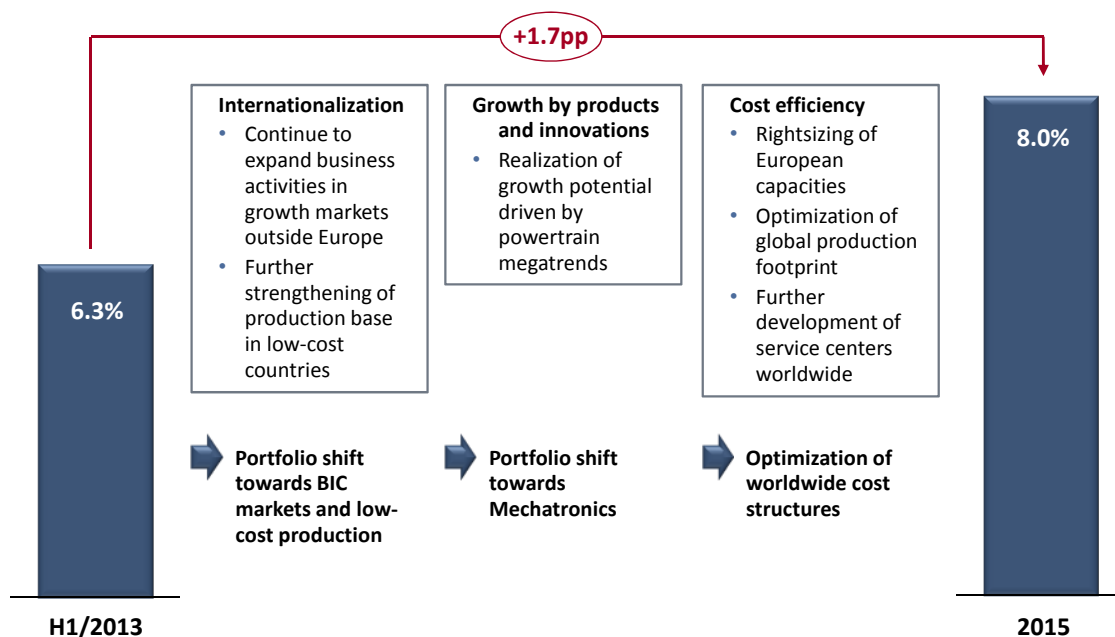 +1.7pp
6.3%
H1/2013
Internationalization
• Continue to
expand business
activities in
growth markets
outside Europe
• Further
strengthening of
production base
in low-cost
countries
Portfolio shift
towards BIC
markets and low-
cost production
Growth by products
and innovations
• Realization of
growth potential
driven by
powertrain
megatrends
Portfolio shift
towards
Mechatronics
Cost efficiency
• Rightsizing of
European
capacities
• Optimization of
global production
footprint
• Further
development of
service centers
worldwide
Optimization of
worldwide cost
structures
8.0%
2015